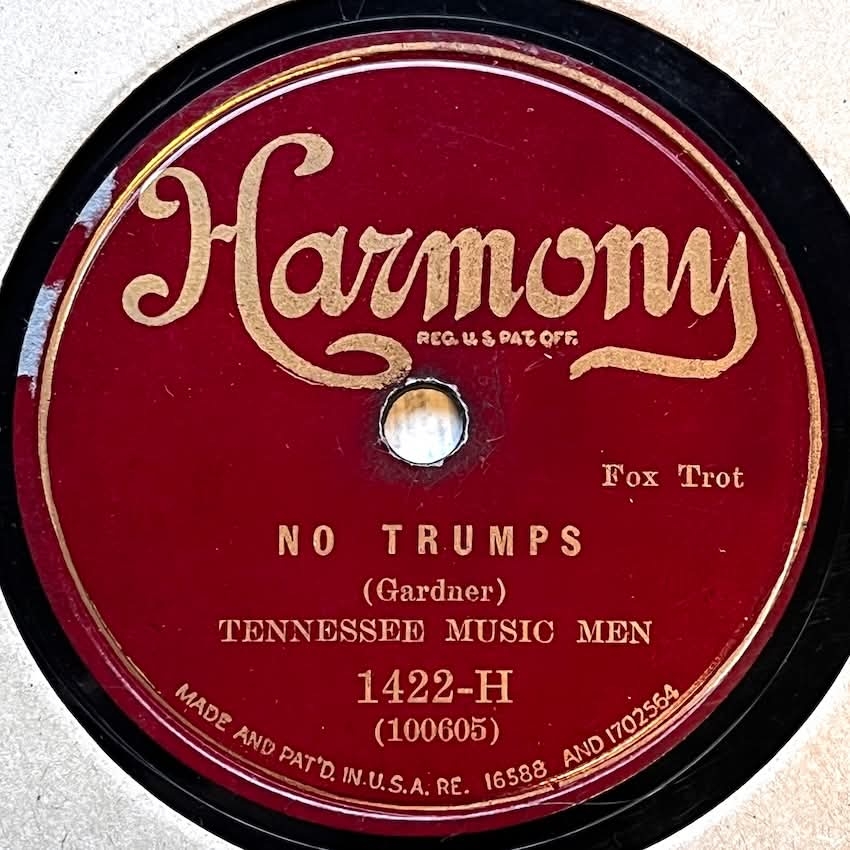 Harmony
REG. U.S. PAT. OFF.
Fox Trot
NO TRUMPS
(Gardner)
TENNESSEE MUSIC MEN
1422-H
(100605)
MADE AND PAT'D. IN U.S.A. RE. 16588 AND 1702564